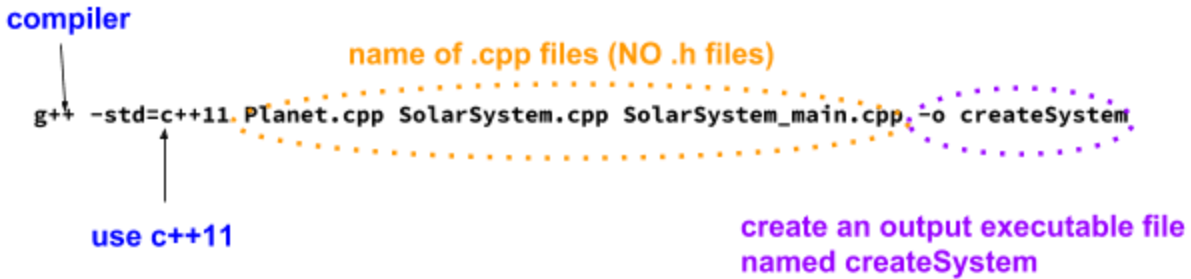 compiler
name of .cpp files (NO .h files)
g++ -std=c++11 Planet.cpp SolarSystem.cpp SolarSystem_main.cpp -o createSystem
use c++11
create an output executable file
named createSystem